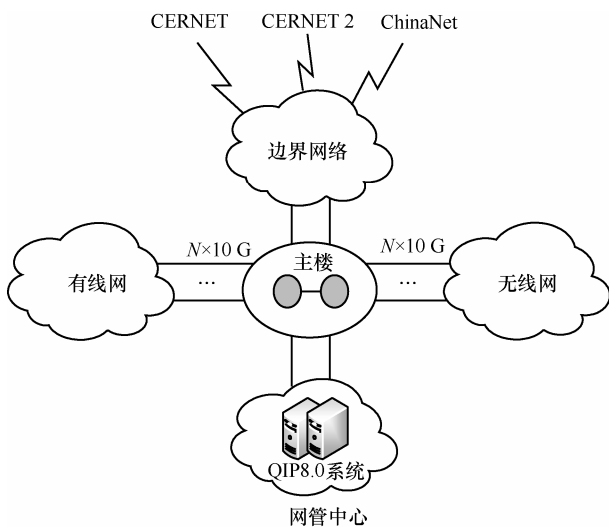 CERNET
CERNET 2
ChinaNet
边界网络
N×10 G
N×10 G
主楼
有线网
...
...
无线网
QIP8.0系统
网管中心